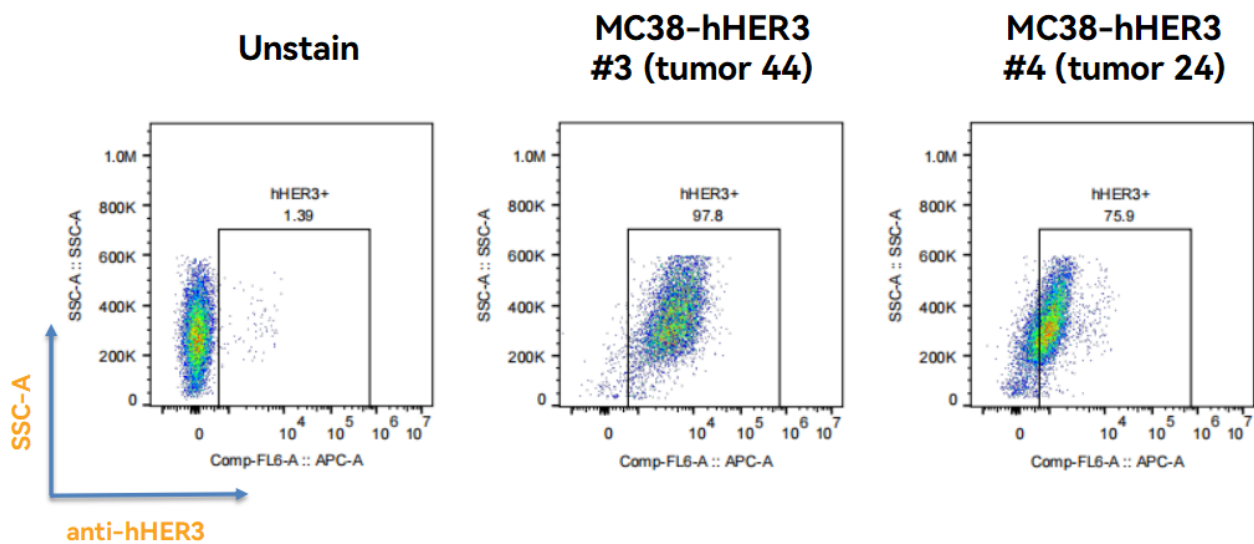 Unstain
MC38-hHER3
#3 (tumor 44)
MC38-hHER3
#4 (tumor 24)
1.0M
800K
600K
400K
200K
0
SSC-A :: SSC-A
hHER3+
1.39
0
10^4
10^5
10^6
10^7
Comp-FL6-A :: APC-A
1.0M
800K
600K
400K
200K
0
SSC-A :: SSC-A
hHER3+
97.8
0
10^4
10^5
10^6
10^7
Comp-FL6-A :: APC-A
1.0M
800K
600K
400K
200K
0
SSC-A :: SSC-A
hHER3+
75.9
0
10^4
10^5
10^6
10^7
Comp-FL6-A :: APC-A
SSC-A
anti-hHER3